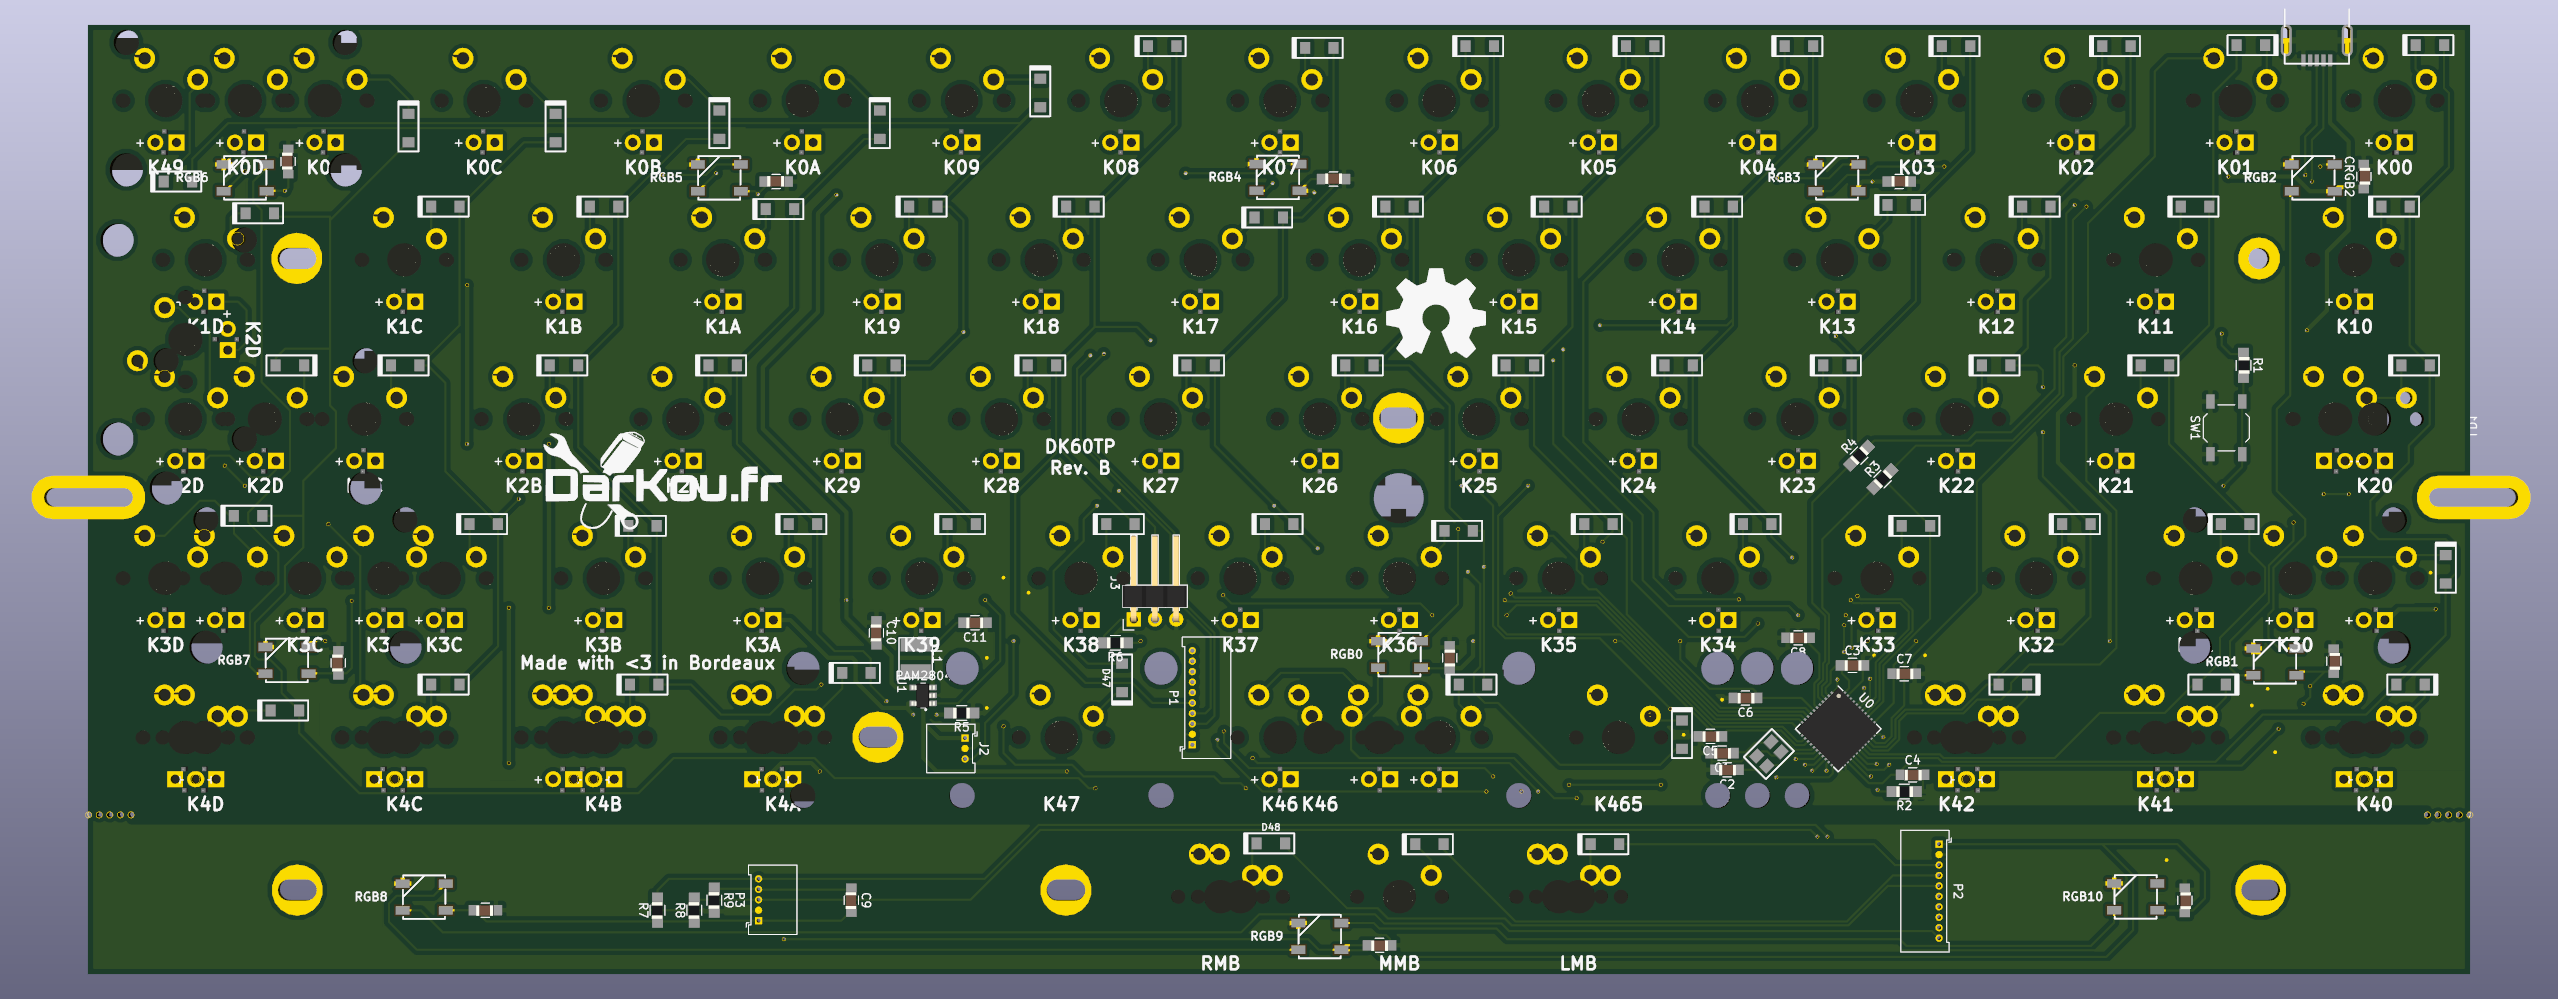 K49 K0D K0 K0C K0B K0A K09 K08 K07 K06 K05 K04 K03 K02 K01 K00
RGB6 RGB5 RGB4 RGB3 RGB2 CRGB2
K1D K1C K1B K1A K19 K18 K17 K16 K15 K14 K13 K12 K11 K10
K2D
R1
SW1
DK60TP
Rev. B
R4
R3
K2D K2D K2B K29 K28 K27 K26 K25 K24 K23 K22 K21 K20
DarKou.fr
J3
K3D K3C K3 K3C K3B K3A K39 K38 K37 K36 K35 K34 K33 K32 K30
C10 C11 R6 C8
RGB7 Made with <3 in Bordeaux RGB0 C3 C7 RGB1
PAM2804
U1 D47 P1 C6 U0
R5 J2 C5
C2 C4
R2
K4D K4C K4B K4A K47 K46 K46 K465 K42 K41 K40
D48
RGB8 R7 R8 R9 P3 C9 P2 RGB10
RGB9
RMB MMB LMB